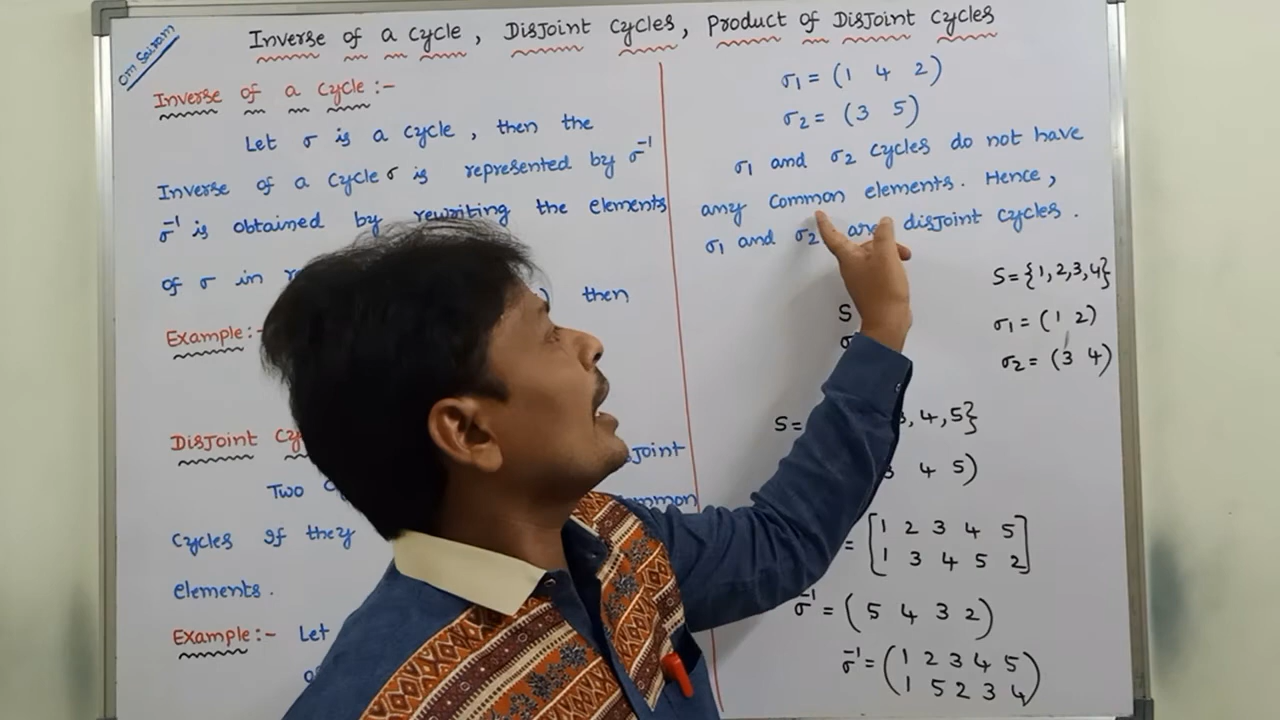 Om Sairam
Inverse of a cycle, Disjoint cycles, Product of Disjoint cycles
Inverse of a cycle :-
Let σ is a cycle, then the
Inverse of a cycle σ is represented by σ⁻¹
σ⁻¹ is obtained by rewriting the elements
of σ in
) then
Example :-
Disjoint
Two
Joint
common
cycles If they
elements.
Example :- Let
σ₁ = (1 4 2)
σ₂ = (3 5)
σ₁ and σ₂ cycles do not have
any common elements. Hence,
σ₁ and σ₂ are disjoint cycles.
S = {1,2,3,4}
S
σ₁ = (1 2)
σ₂ = (3 4)
S = , 4, 5}
4 5)
= [1 2 3 4 5
1 3 4 5 2]
σ⁻¹ = (5 4 3 2)
σ⁻¹ = (1 2 3 4 5
1 5 2 3 4)